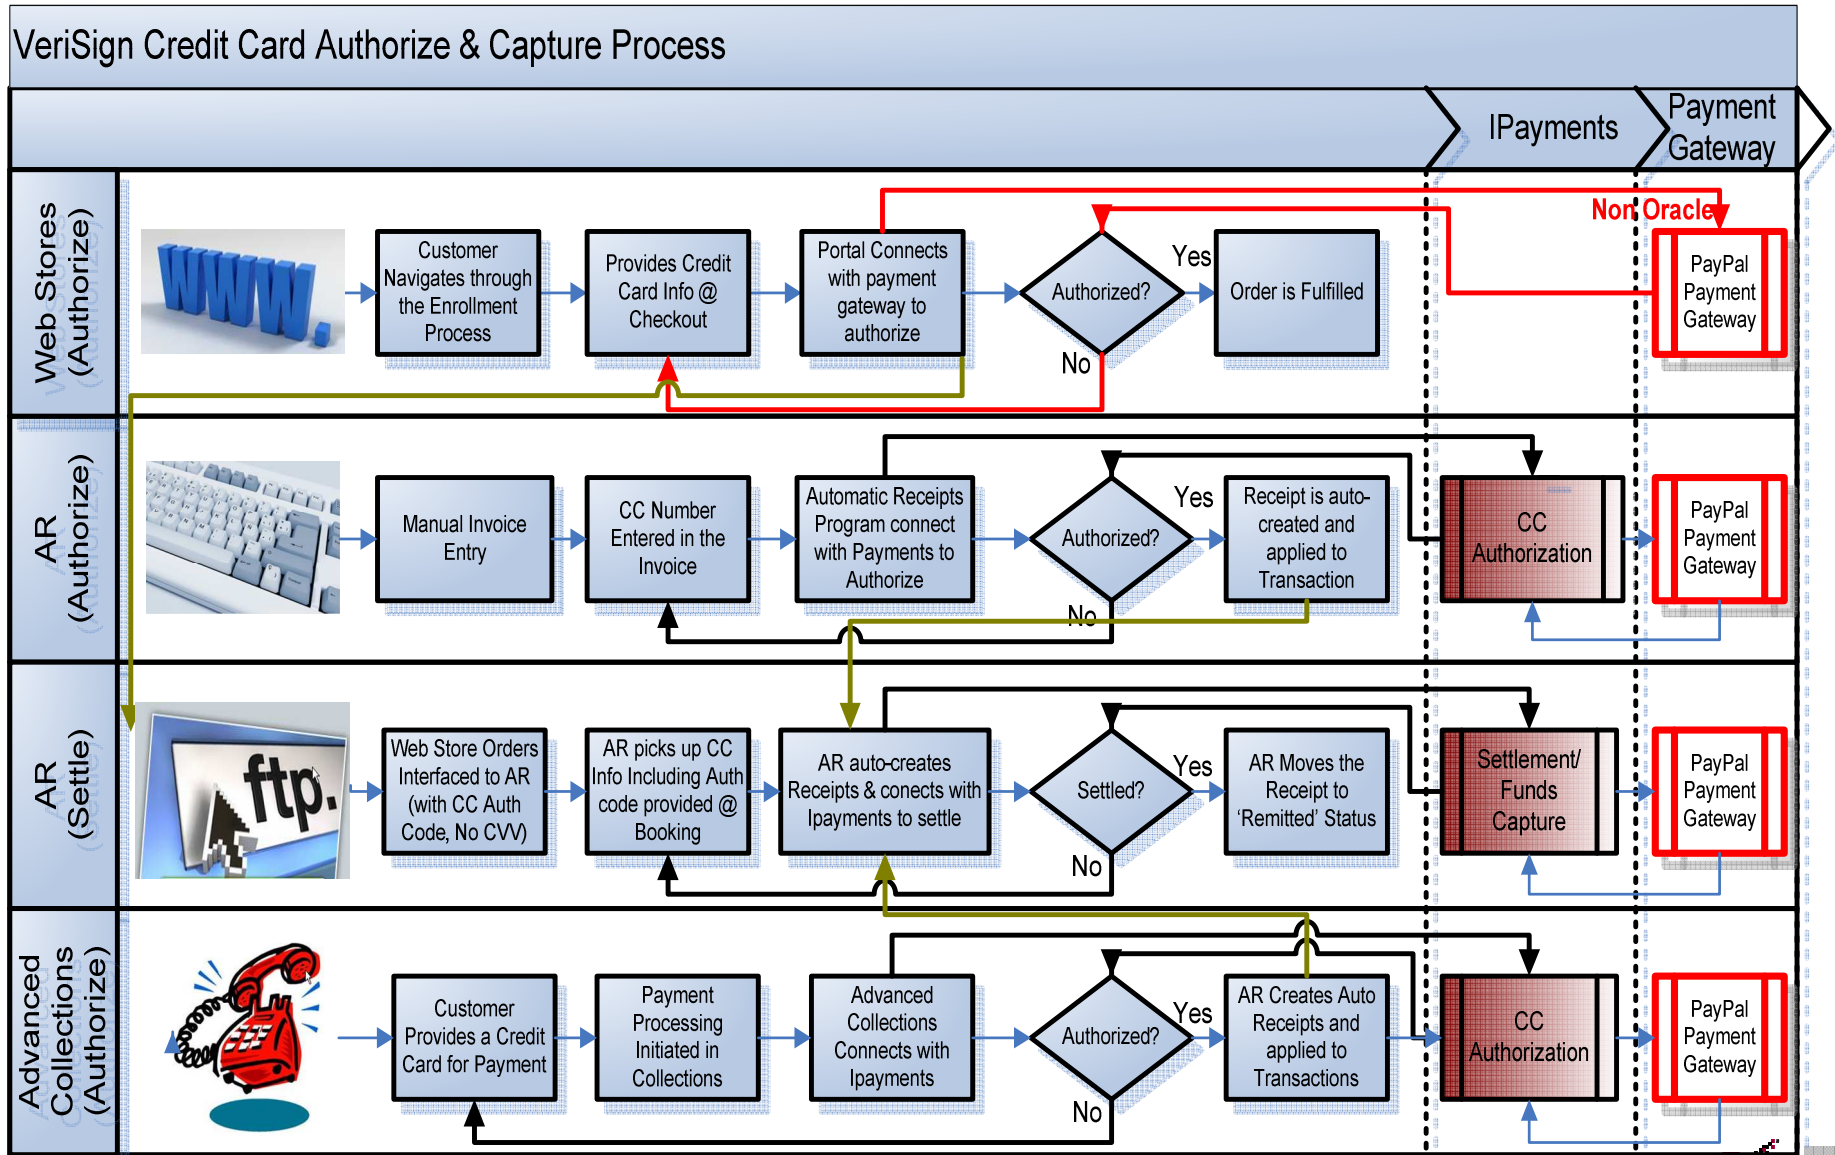 VeriSign Credit Card Authorize & Capture Process
IPayments
Payment
Gateway
Web Stores
(Authorize)
www.
Customer
Navigates through
the Enrollment
Process
Provides Credit
Card Info @
Checkout
Portal Connects
with payment
gateway to
authorize
Authorized?
Yes
No
Order is Fulfilled
Non Oracle
PayPal
Payment
Gateway
AR
(Authorize)
Manual Invoice
Entry
CC Number
Entered in the
Invoice
Automatic Receipts
Program connect
with Payments to
Authorize
Authorized?
Yes
No
Receipt is auto-
created and
applied to
Transaction
CC
Authorization
PayPal
Payment
Gateway
AR
(Settle)
ftp.
Web Store Orders
Interfaced to AR
(with CC Auth
Code, No CVV)
AR picks up CC
Info Including Auth
code provided @
Booking
AR auto-creates
Receipts & conects with
Ipayments to settle
Settled?
Yes
No
AR Moves the
Receipt to
‘Remitted’ Status
Settlement/
Funds
Capture
PayPal
Payment
Gateway
Advanced
Collections
(Authorize)
Customer
Provides a Credit
Card for Payment
Payment
Processing
Initiated in
Collections
Advanced
Collections
Connects with
Ipayments
Authorized?
Yes
No
AR Creates Auto
Receipts and
applied to
Transactions
CC
Authorization
PayPal
Payment
Gateway